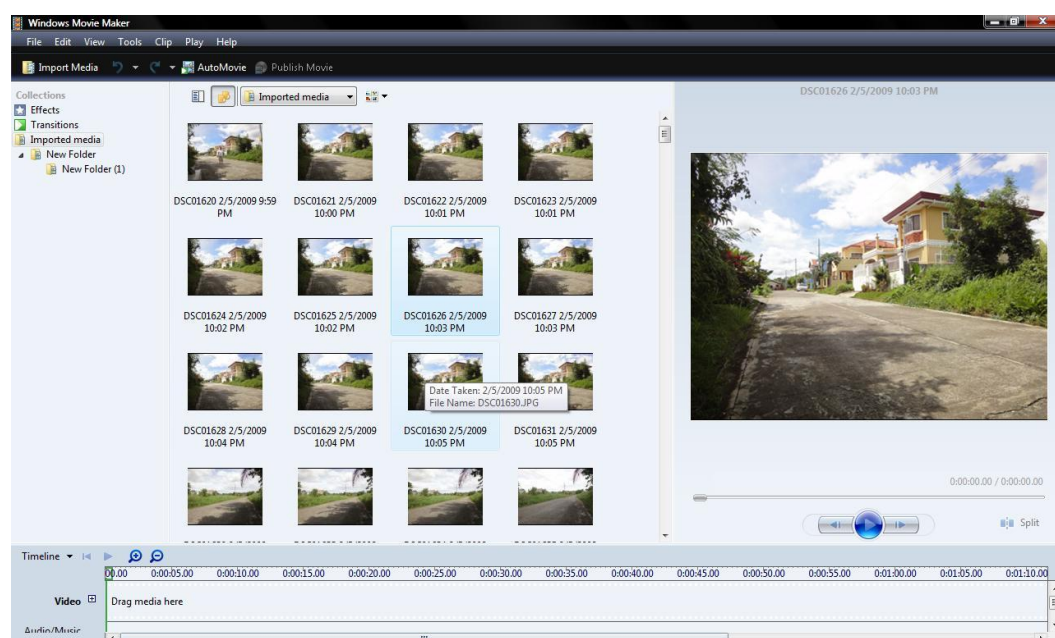 Windows Movie Maker
File Edit View Tools Clip Play Help
Import Media AutoMovie Publish Movie
Collections
Effects
Transitions
Imported media
New Folder
New Folder (1)
Imported media
DSC01620 2/5/2009 9:59
PM
DSC01621 2/5/2009
10:00 PM
DSC01622 2/5/2009
10:01 PM
DSC01623 2/5/2009
10:01 PM
DSC01624 2/5/2009
10:02 PM
DSC01625 2/5/2009
10:02 PM
DSC01626 2/5/2009
10:03 PM
DSC01627 2/5/2009
10:03 PM
Date Taken: 2/5/2009 10:05 PM
File Name: DSC01630.JPG
DSC01628 2/5/2009
10:04 PM
DSC01629 2/5/2009
10:04 PM
DSC01630 2/5/2009
10:05 PM
DSC01631 2/5/2009
10:05 PM
DSC01626 2/5/2009 10:03 PM
0:00:00.00 / 0:00:00.00
Split
Timeline
00.00 0:00:05.00 0:00:10.00 0:00:15.00 0:00:20.00 0:00:25.00 0:00:30.00 0:00:35.00 0:00:40.00 0:00:45.00 0:00:50.00 0:00:55.00 0:01:00.00 0:01:05.00 0:01:10.00
Video Drag media here
Audio/Music